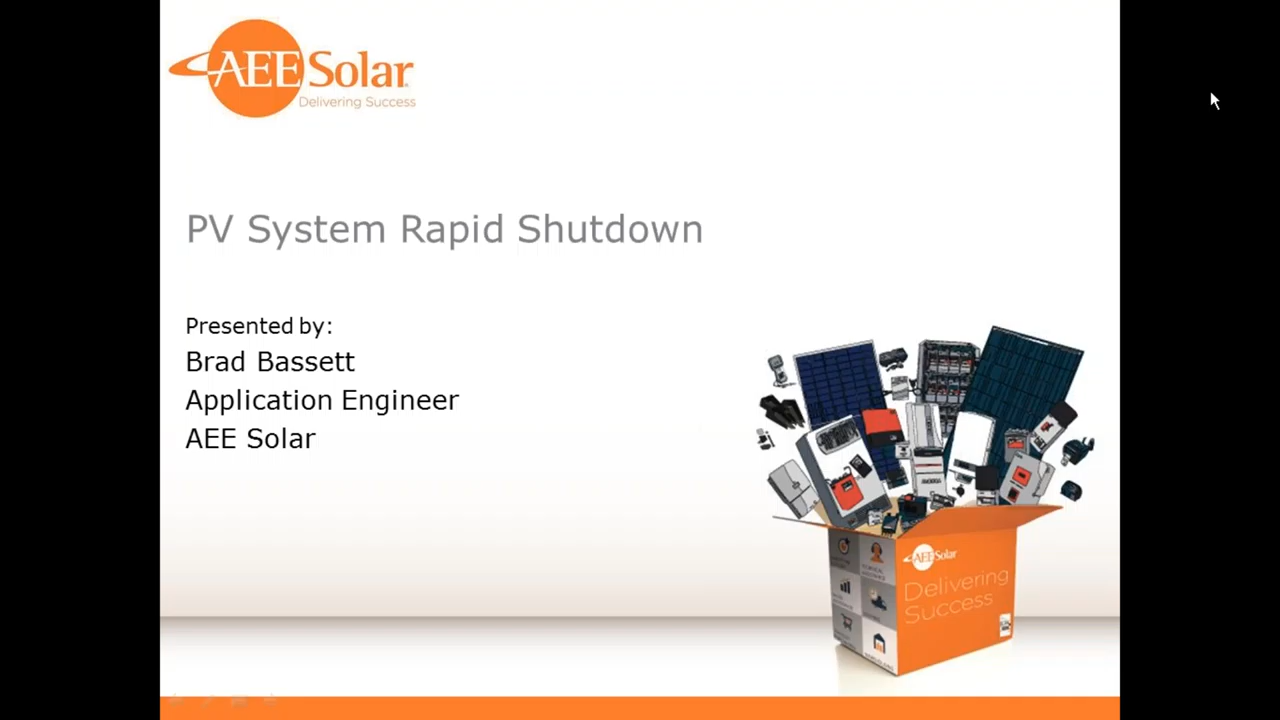 AEE Solar
Delivering Success
PV System Rapid Shutdown
Presented by:
Brad Bassett
Application Engineer
AEE Solar
AEE Solar
Delivering
Success